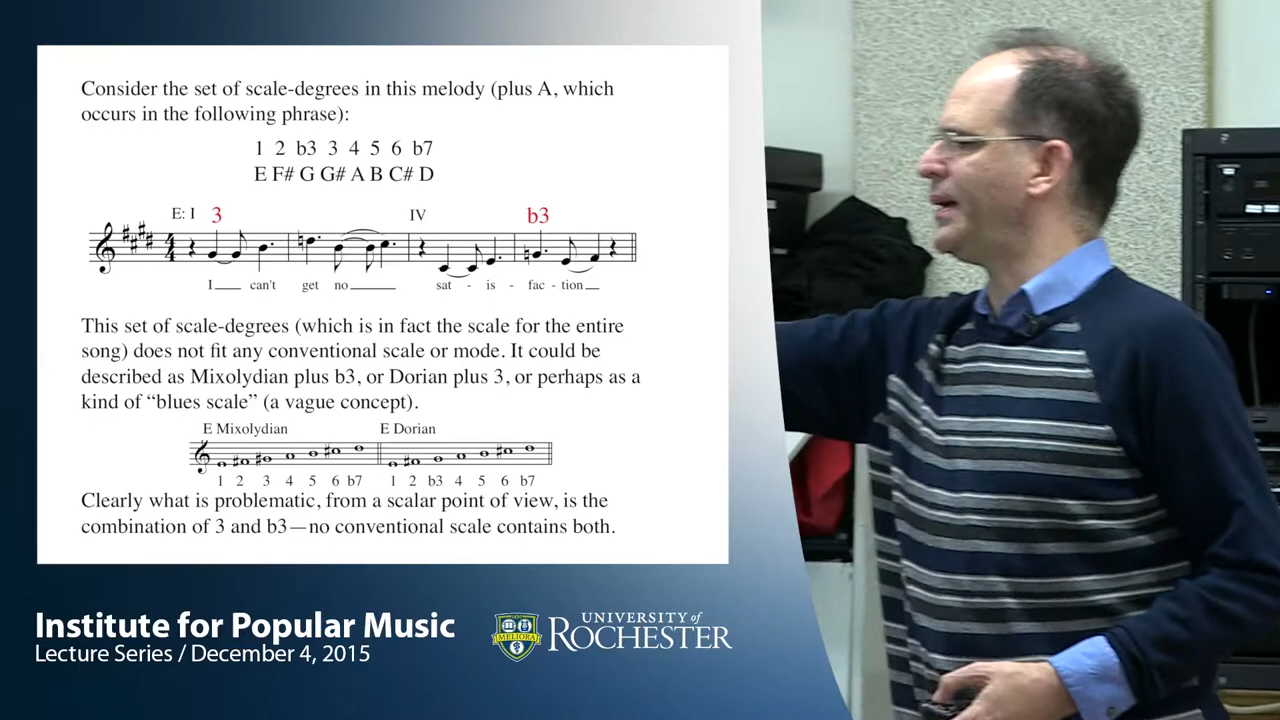 Consider the set of scale-degrees in this melody (plus A, which
occurs in the following phrase):
1 2 b3 3 4 5 6 b7
E F# G G# A B C# D
E: I 3 IV b3
I___ can't get no______ sat - is - fac - tion__
This set of scale-degrees (which is in fact the scale for the entire
song) does not fit any conventional scale or mode. It could be
described as Mixolydian plus b3, or Dorian plus 3, or perhaps as a
kind of “blues scale” (a vague concept).
E Mixolydian E Dorian
1 2 3 4 5 6 b7 1 2 b3 4 5 6 b7
Clearly what is problematic, from a scalar point of view, is the
combination of 3 and b3—no conventional scale contains both.
Institute for Popular Music
Lecture Series / December 4, 2015
MELIORA
UNIVERSITY of
ROCHESTER